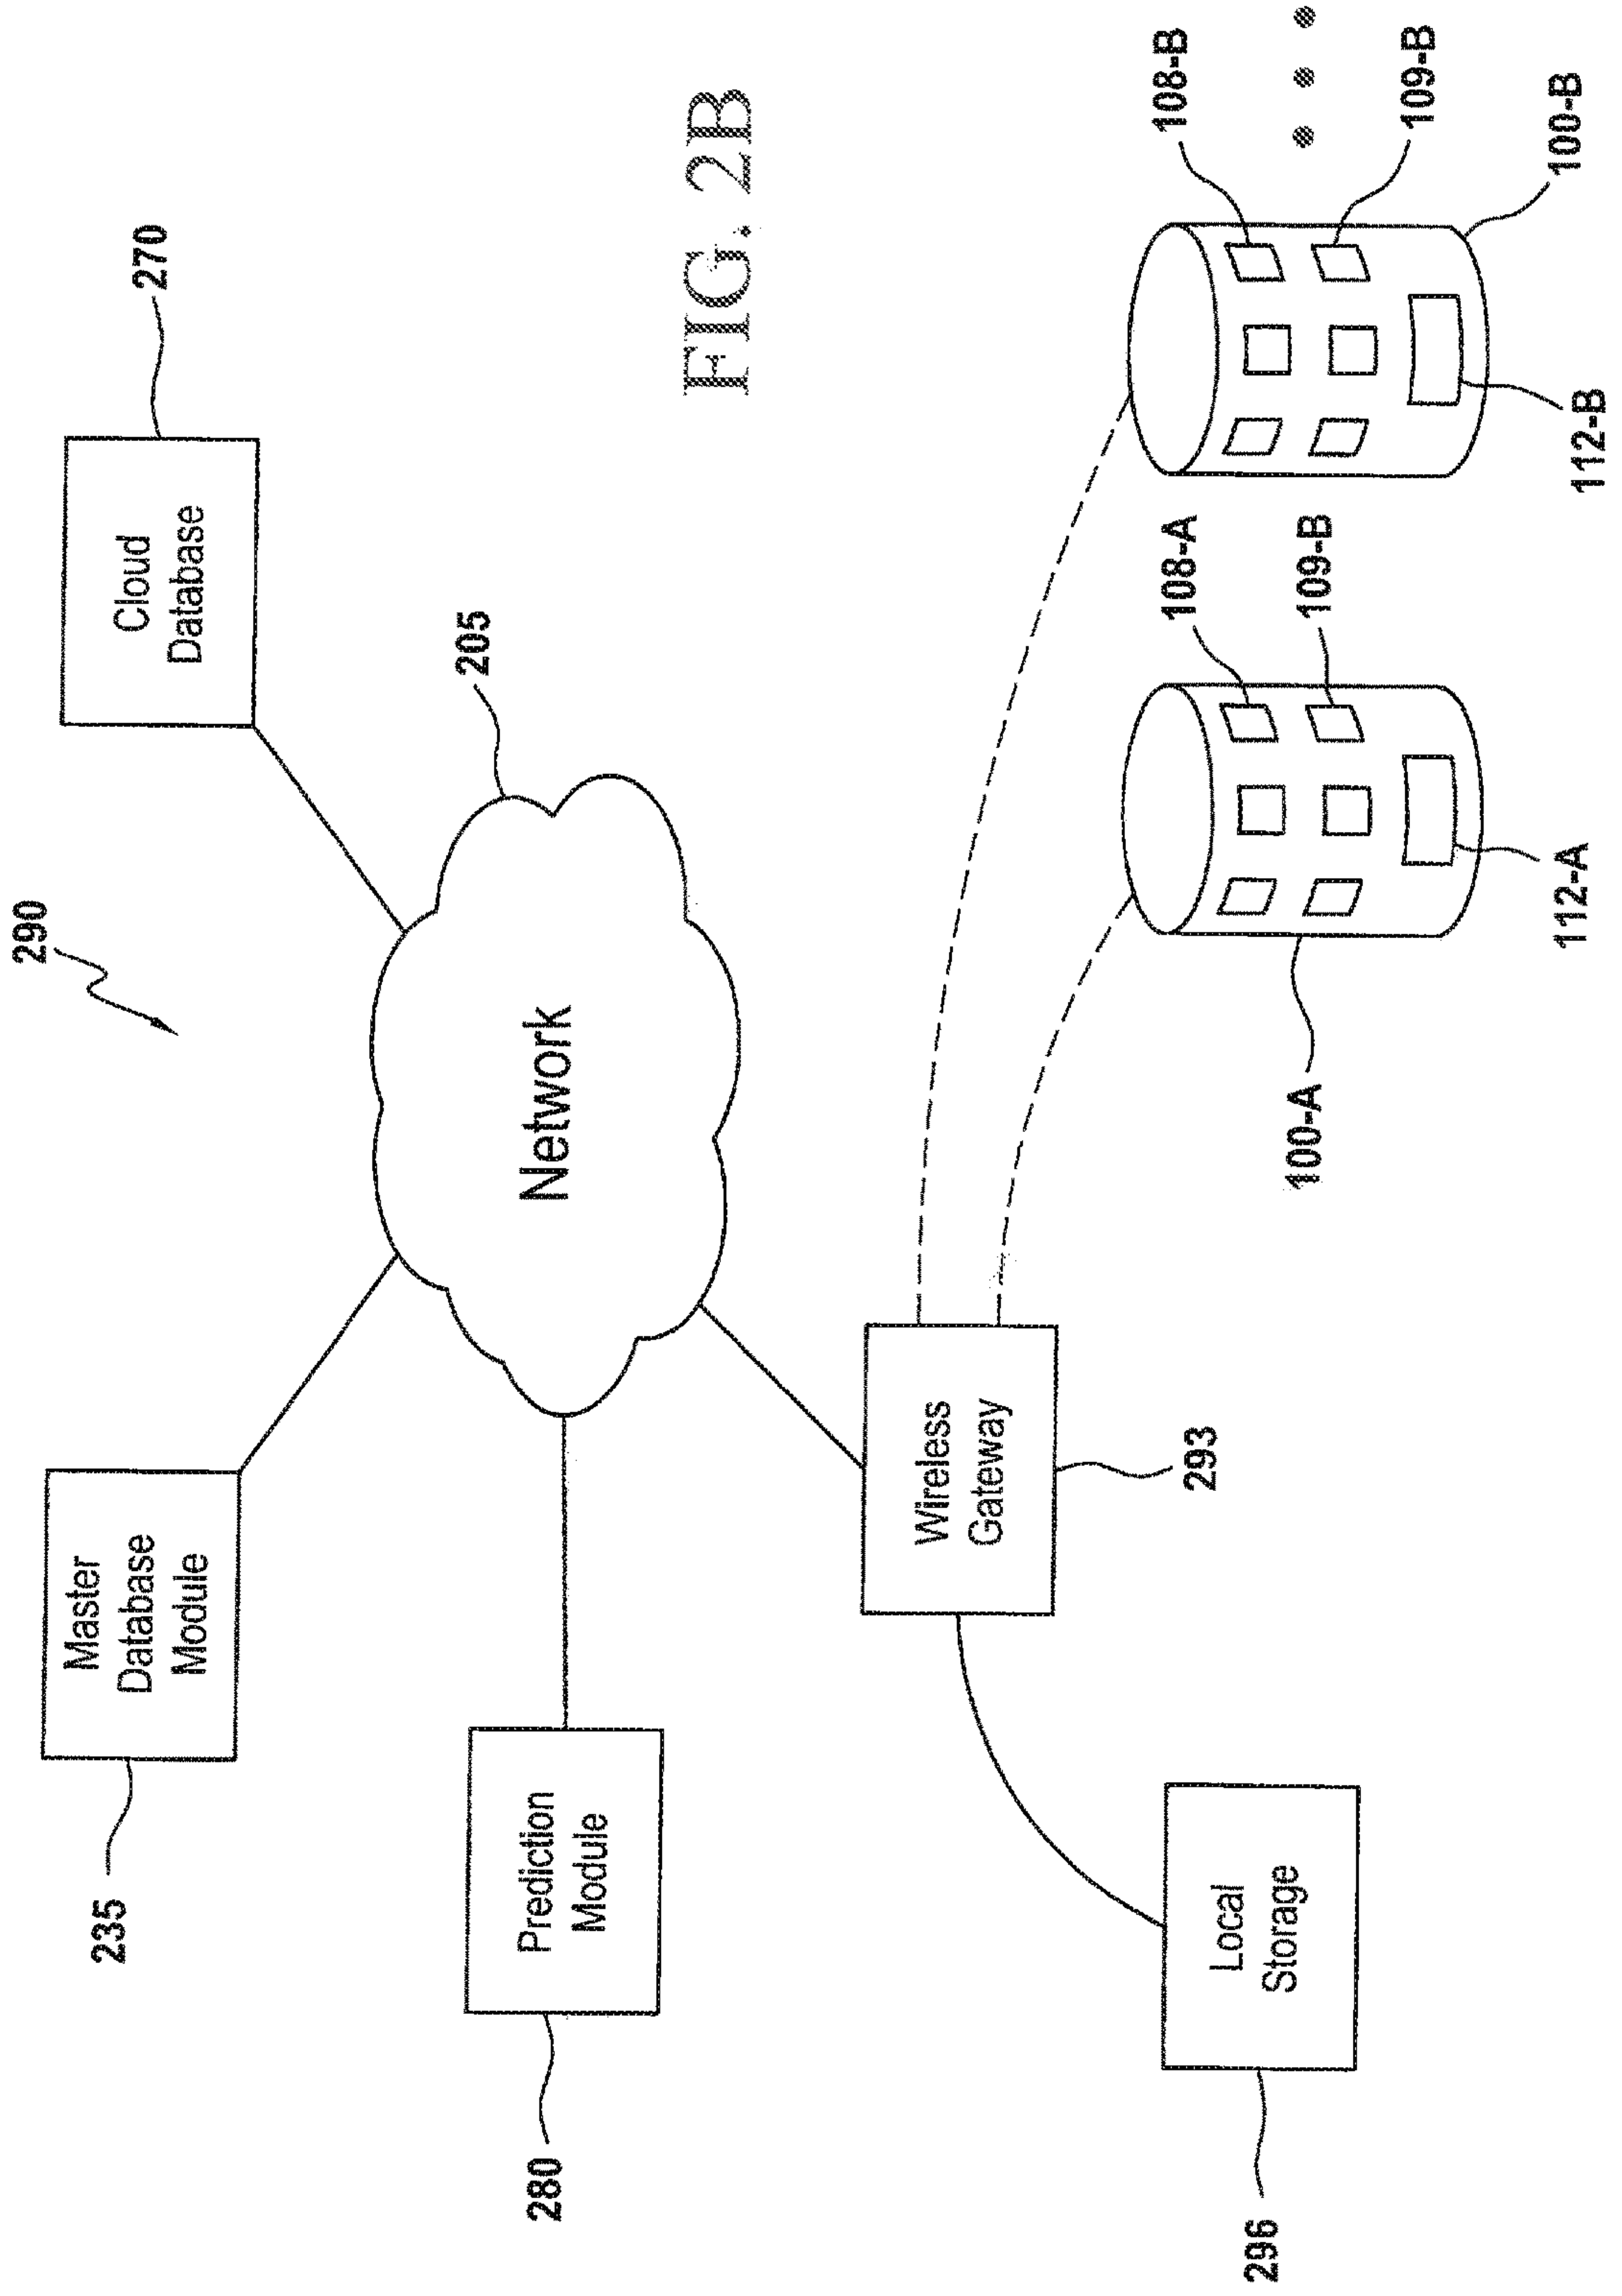 290
235
Master
Database
Module
270
Cloud
Database
280
Prediction
Module
205
Network
FIG. 2B
Wireless
Gateway
293
296
Local
Storage
100-A
108-A
109-B
112-A
108-B
109-B
100-B
112-B